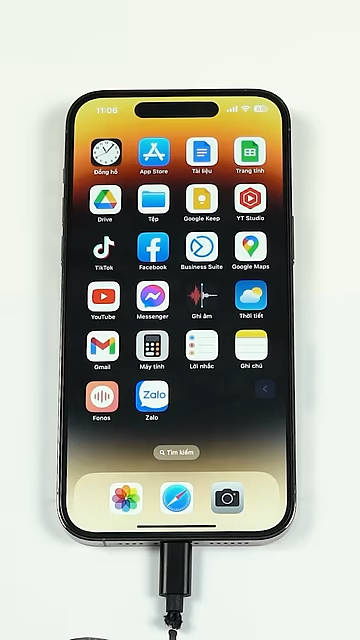 11:06
Đồng hồ App Store Tài liệu Trang tính
Drive Tệp Google Keep YT Studio
TikTok Facebook Business Suite Google Maps
YouTube Messenger Ghi âm Thời tiết
Gmail Máy tính Lời nhắc Ghi chú
Zalo
Fonos Zalo
Tìm kiếm